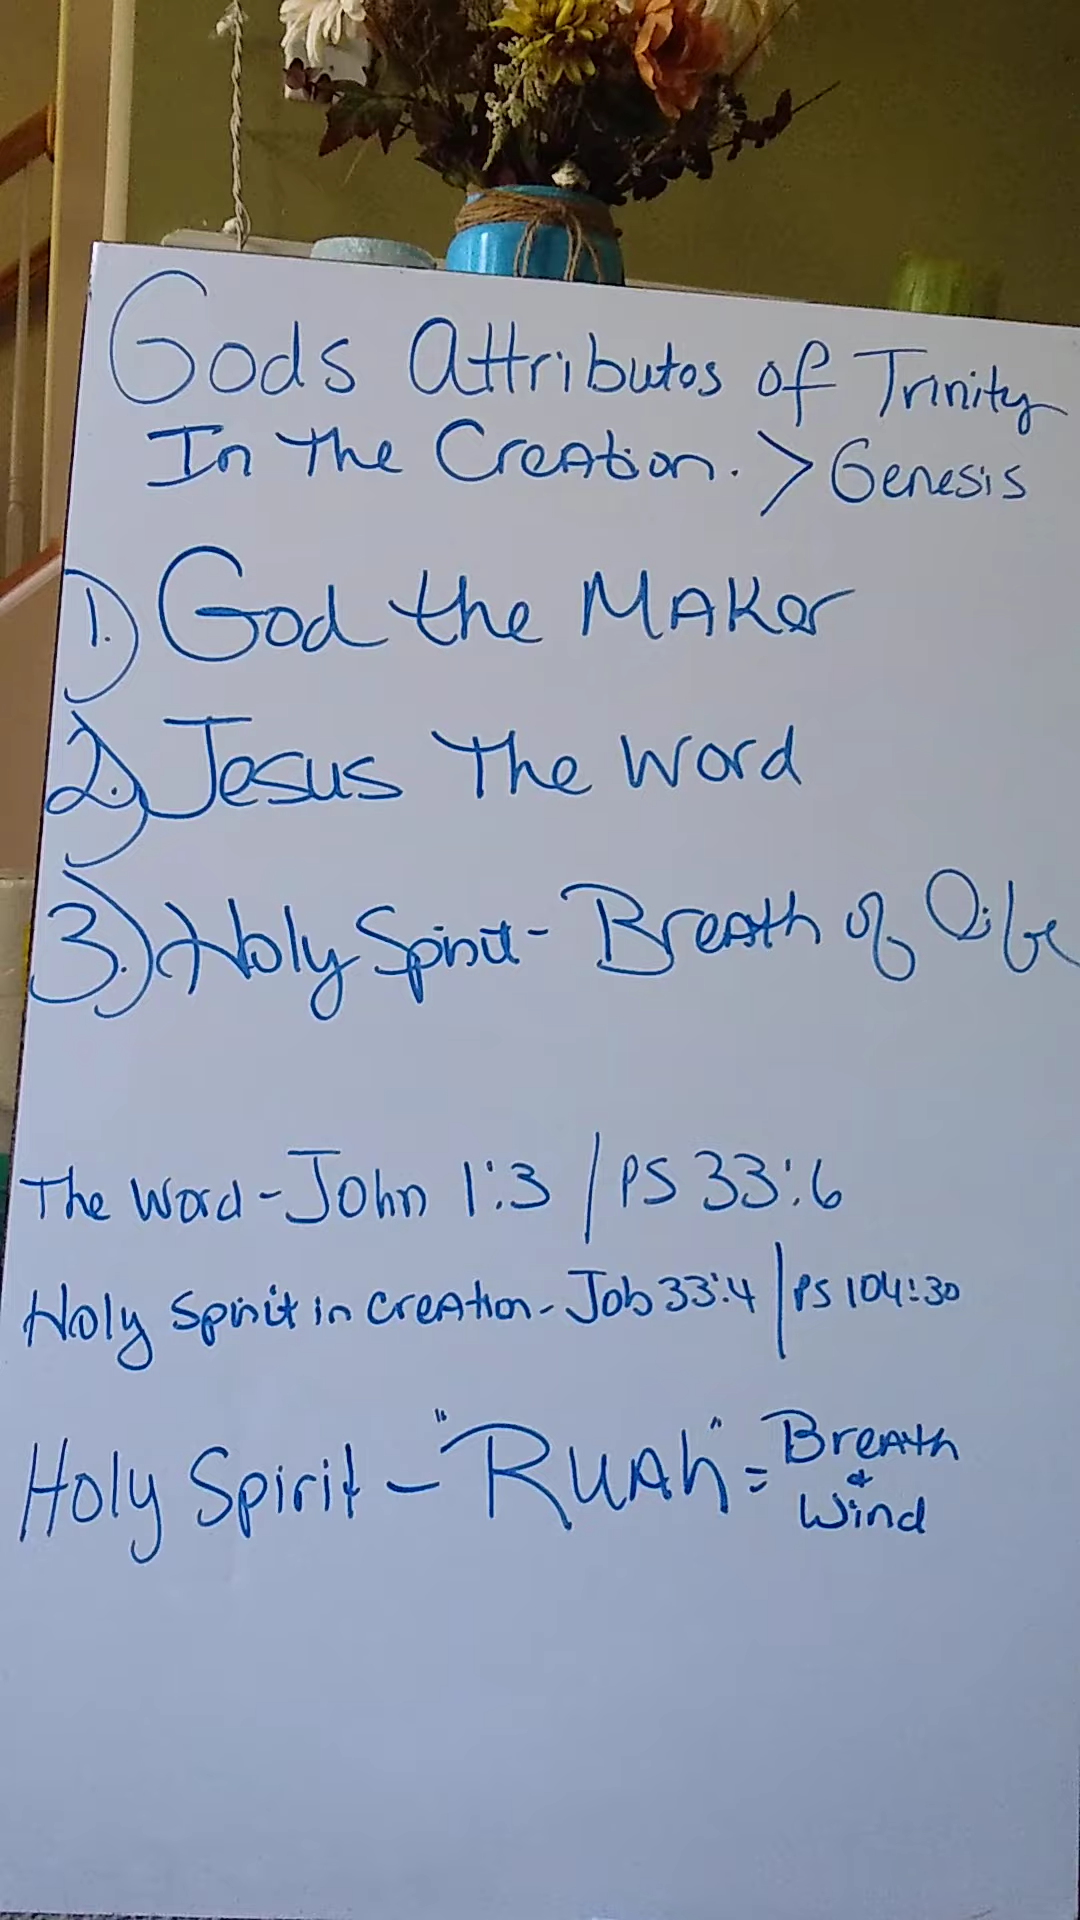 Gods Attributes of Trinity
In The Creation. > Genesis
1.) God the Maker
2.) Jesus The Word
3.) Holy Spirit - Breath of life
The Word - John 1:3 / PS 33:6
Holy Spirit in Creation - Job 33:4 | PS 104:30
Holy Spirit - "RUAh" = Breath
&
Wind